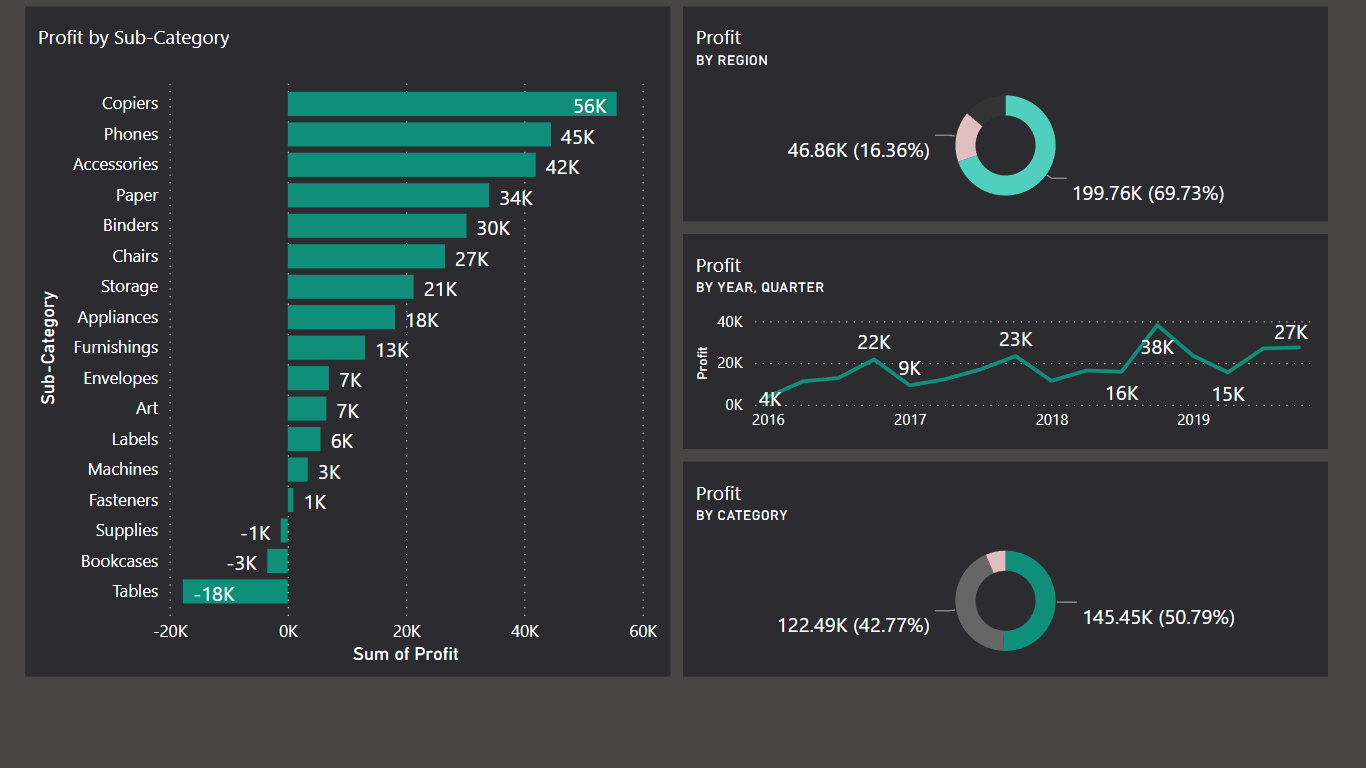 Profit by Sub-Category
Sub-Category
Copiers 56K
Phones 45K
Accessories 42K
Paper 34K
Binders 30K
Chairs 27K
Storage 21K
Appliances 18K
Furnishings 13K
Envelopes 7K
Art 7K
Labels 6K
Machines 3K
Fasteners 1K
Supplies -1K
Bookcases -3K
Tables -18K
-20K 0K 20K 40K 60K
Sum of Profit
Profit
BY REGION
46.86K (16.36%)
199.76K (69.73%)
Profit
BY YEAR, QUARTER
Profit
40K
20K
0K
4K 22K 9K 23K 16K 38K 15K 27K
2016 2017 2018 2019
Profit
BY CATEGORY
122.49K (42.77%)
145.45K (50.79%)